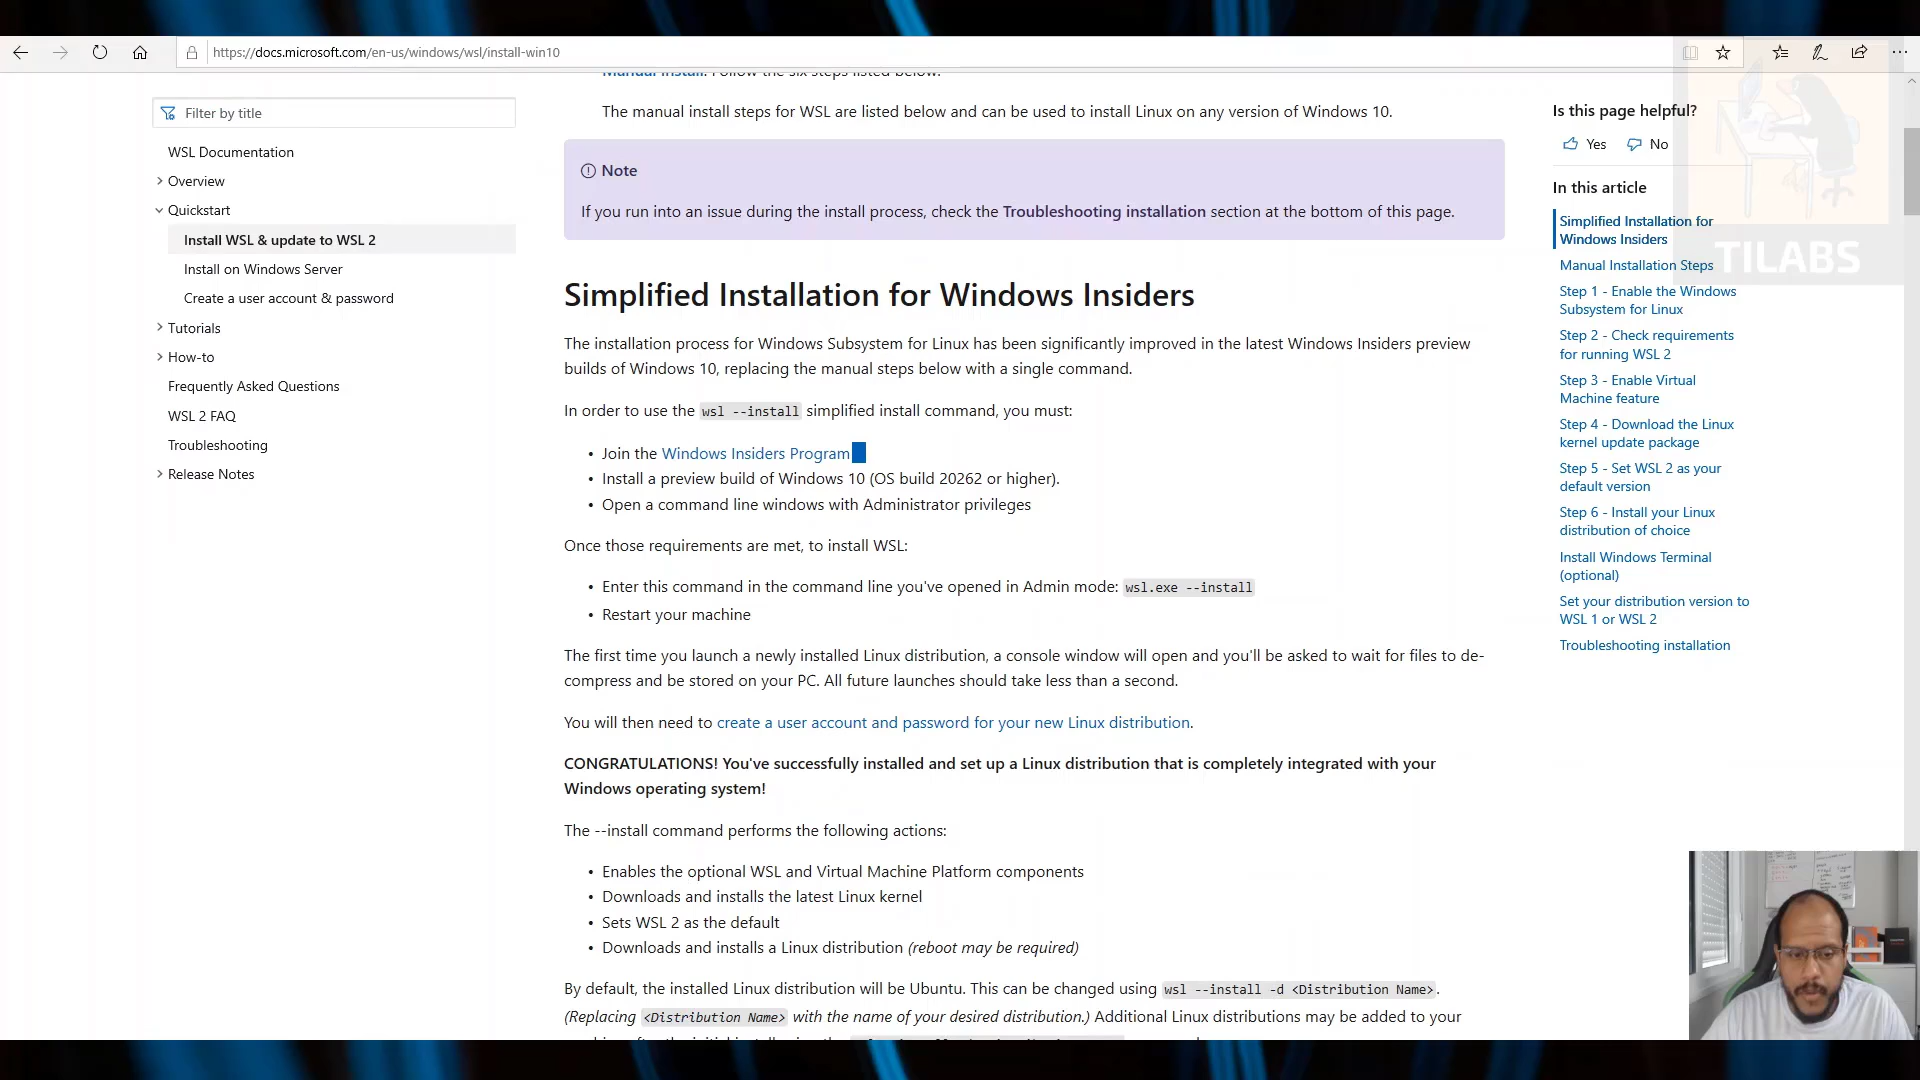 https://docs.microsoft.com/en-us/windows/wsl/install-win10
Filter by title
WSL Documentation
Overview
Quickstart
Install WSL & update to WSL 2
Install on Windows Server
Create a user account & password
Tutorials
How-to
Frequently Asked Questions
WSL 2 FAQ
Troubleshooting
Release Notes
Manual install. Follow the six steps listed below.
The manual install steps for WSL are listed below and can be used to install Linux on any version of Windows 10.
Note
If you run into an issue during the install process, check the Troubleshooting installation section at the bottom of this page.
Simplified Installation for Windows Insiders
The installation process for Windows Subsystem for Linux has been significantly improved in the latest Windows Insiders preview
builds of Windows 10, replacing the manual steps below with a single command.
In order to use the wsl --install simplified install command, you must:
• Join the Windows Insiders Program
• Install a preview build of Windows 10 (OS build 20262 or higher).
• Open a command line windows with Administrator privileges
Once those requirements are met, to install WSL:
• Enter this command in the command line you've opened in Admin mode: wsl.exe --install
• Restart your machine
The first time you launch a newly installed Linux distribution, a console window will open and you'll be asked to wait for files to de-
compress and be stored on your PC. All future launches should take less than a second.
You will then need to create a user account and password for your new Linux distribution.
CONGRATULATIONS! You've successfully installed and set up a Linux distribution that is completely integrated with your
Windows operating system!
The --install command performs the following actions:
• Enables the optional WSL and Virtual Machine Platform components
• Downloads and installs the latest Linux kernel
• Sets WSL 2 as the default
• Downloads and installs a Linux distribution (reboot may be required)
By default, the installed Linux distribution will be Ubuntu. This can be changed using wsl --install -d <Distribution Name>.
(Replacing <Distribution Name> with the name of your desired distribution.) Additional Linux distributions may be added to your
Is this page helpful?
Yes No
In this article
Simplified Installation for
Windows Insiders
Manual Installation Steps
Step 1 - Enable the Windows
Subsystem for Linux
Step 2 - Check requirements
for running WSL 2
Step 3 - Enable Virtual
Machine feature
Step 4 - Download the Linux
kernel update package
Step 5 - Set WSL 2 as your
default version
Step 6 - Install your Linux
distribution of choice
Install Windows Terminal
(optional)
Set your distribution version to
WSL 1 or WSL 2
Troubleshooting installation
TILABS